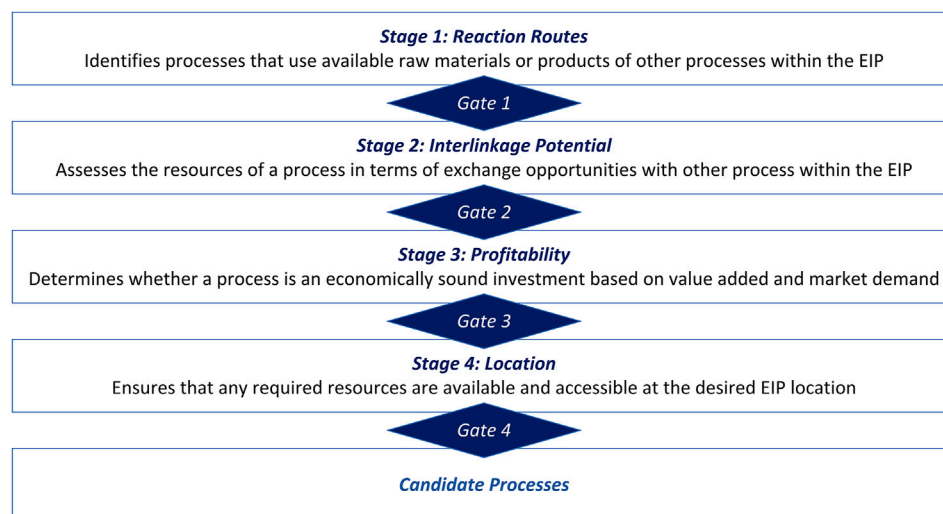 Stage 1: Reaction Routes
Identifies processes that use available raw materials or products of other processes within the EIP
Gate 1
Stage 2: Interlinkage Potential
Assesses the resources of a process in terms of exchange opportunities with other process within the EIP
Gate 2
Stage 3: Profitability
Determines whether a process is an economically sound investment based on value added and market demand
Gate 3
Stage 4: Location
Ensures that any required resources are available and accessible at the desired EIP location
Gate 4
Candidate Processes